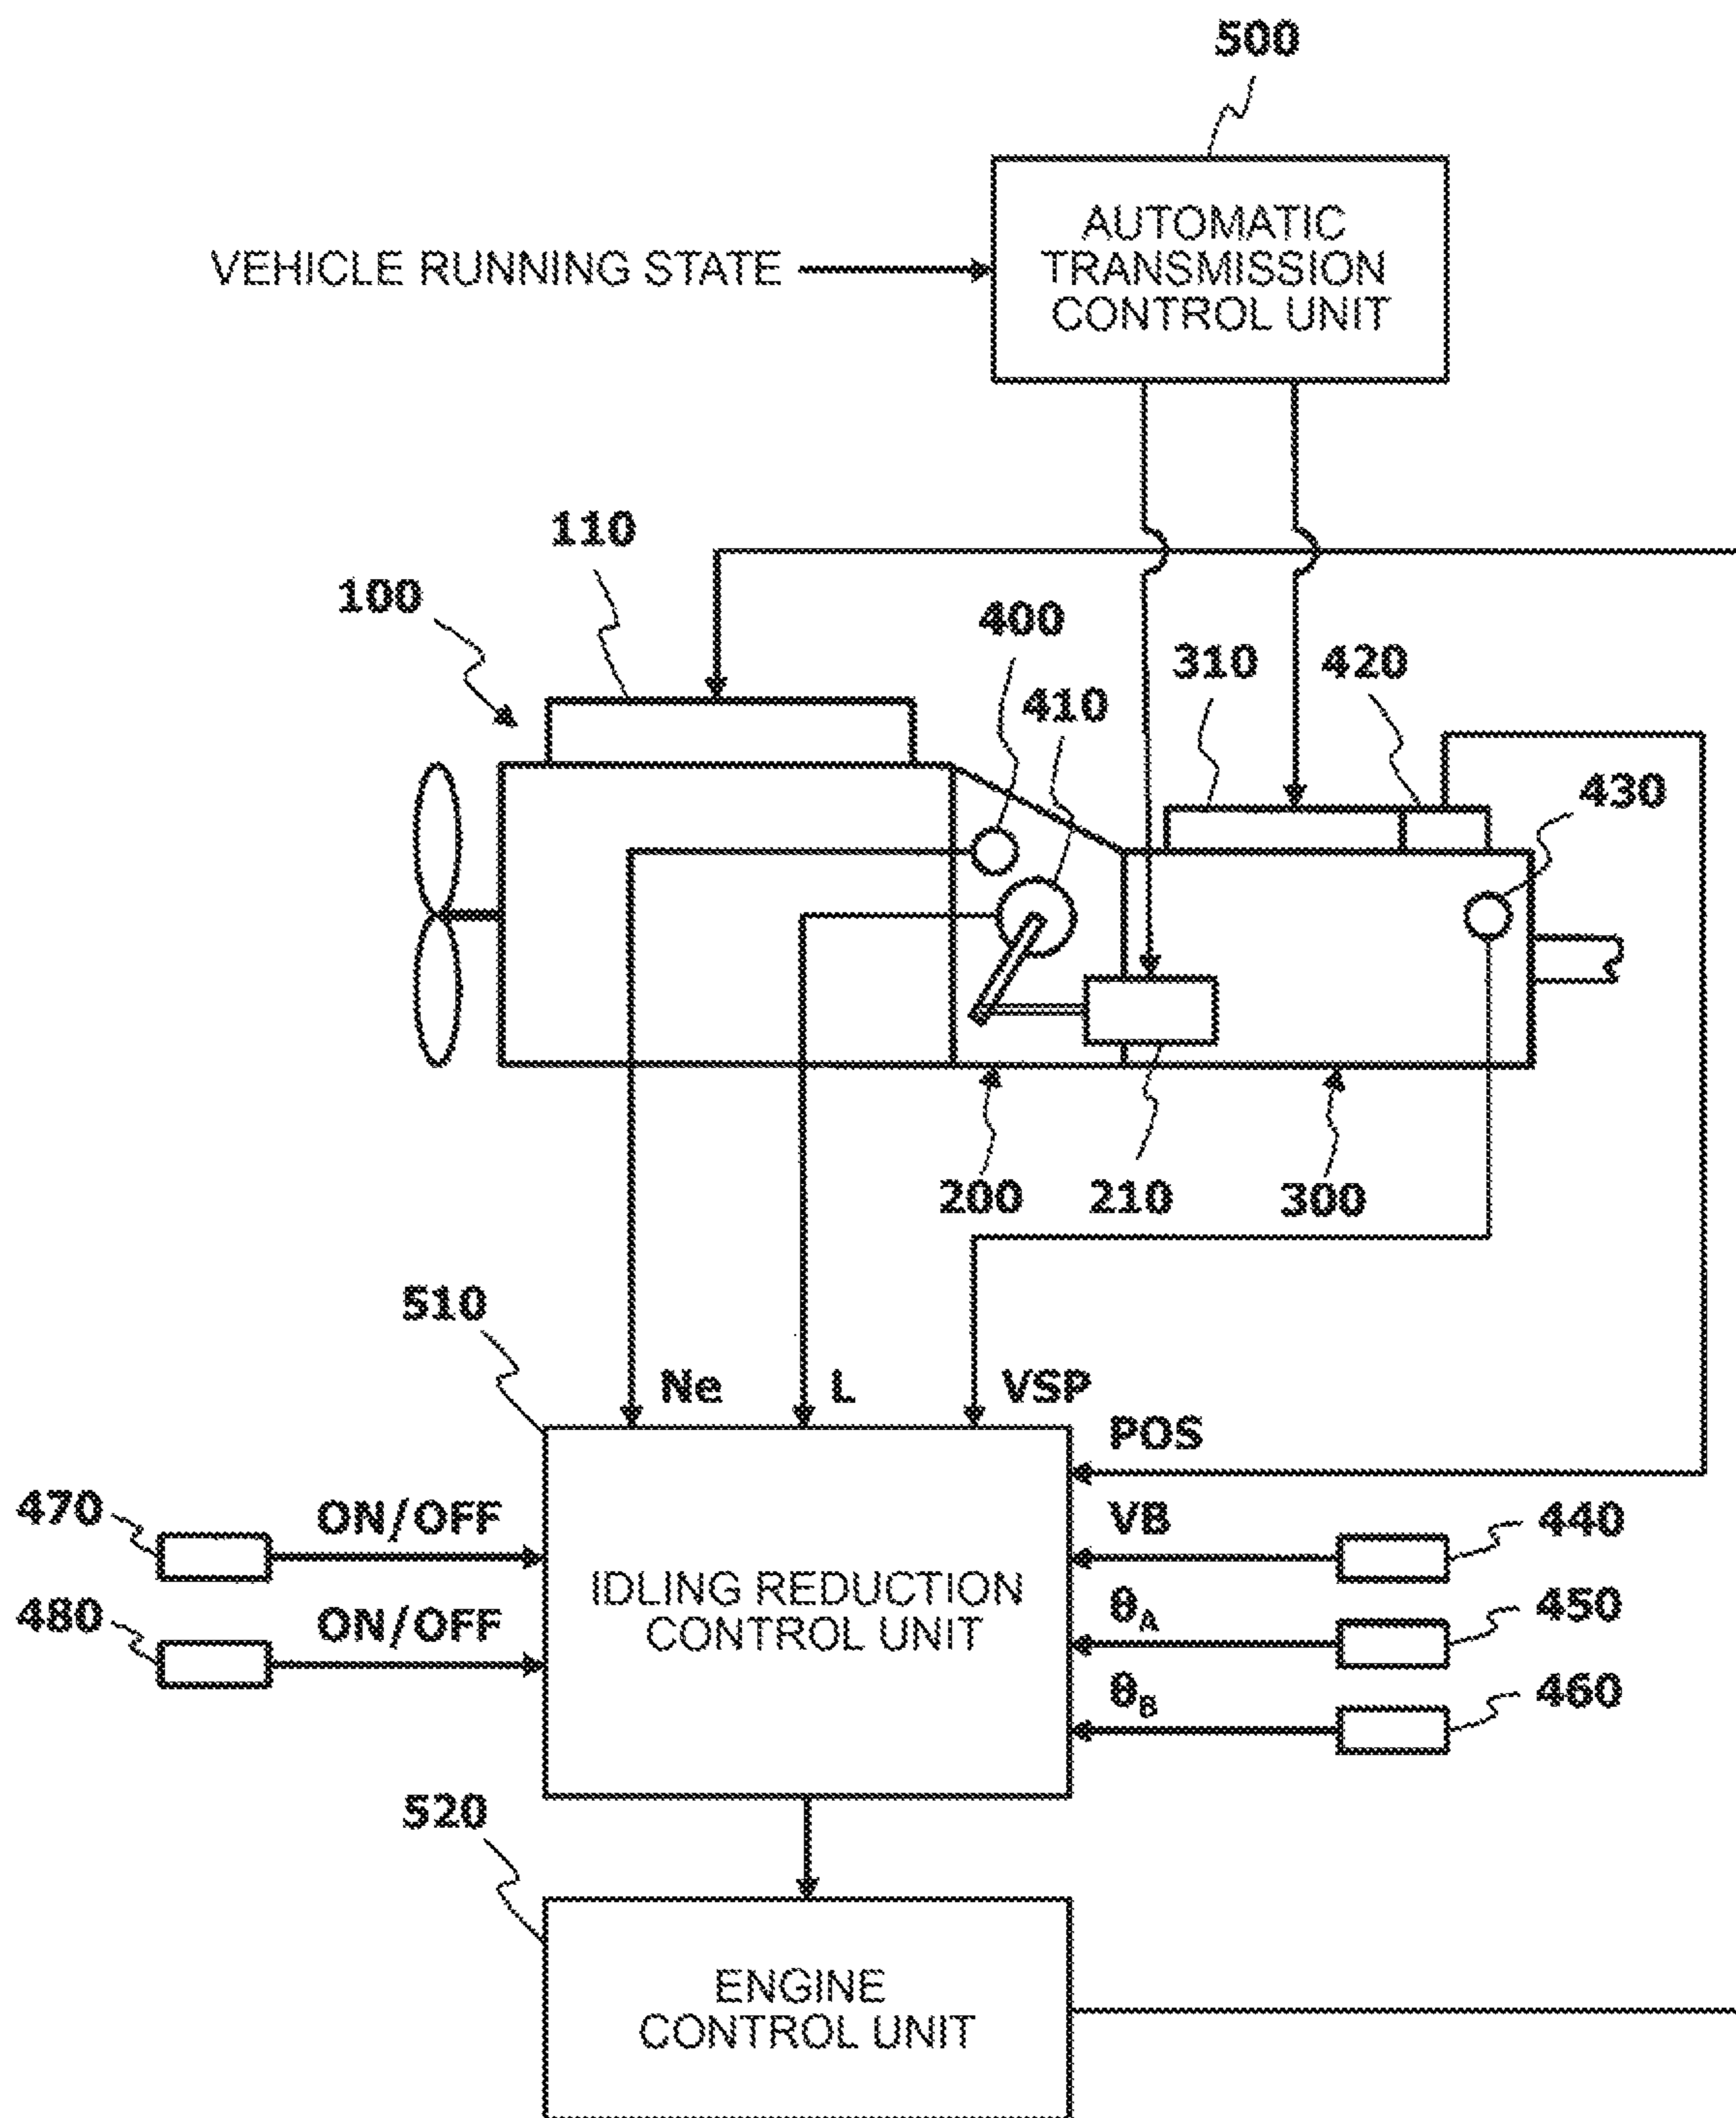 500
AUTOMATIC
TRANSMISSION
CONTROL UNIT
VEHICLE RUNNING STATE
110
100
400
410
310
420
430
200
210
300
510
Ne
L
VSP
POS
470
ON/OFF
VB
440
480
ON/OFF
IDLING REDUCTION
CONTROL UNIT
θA
450
θB
460
520
ENGINE
CONTROL UNIT